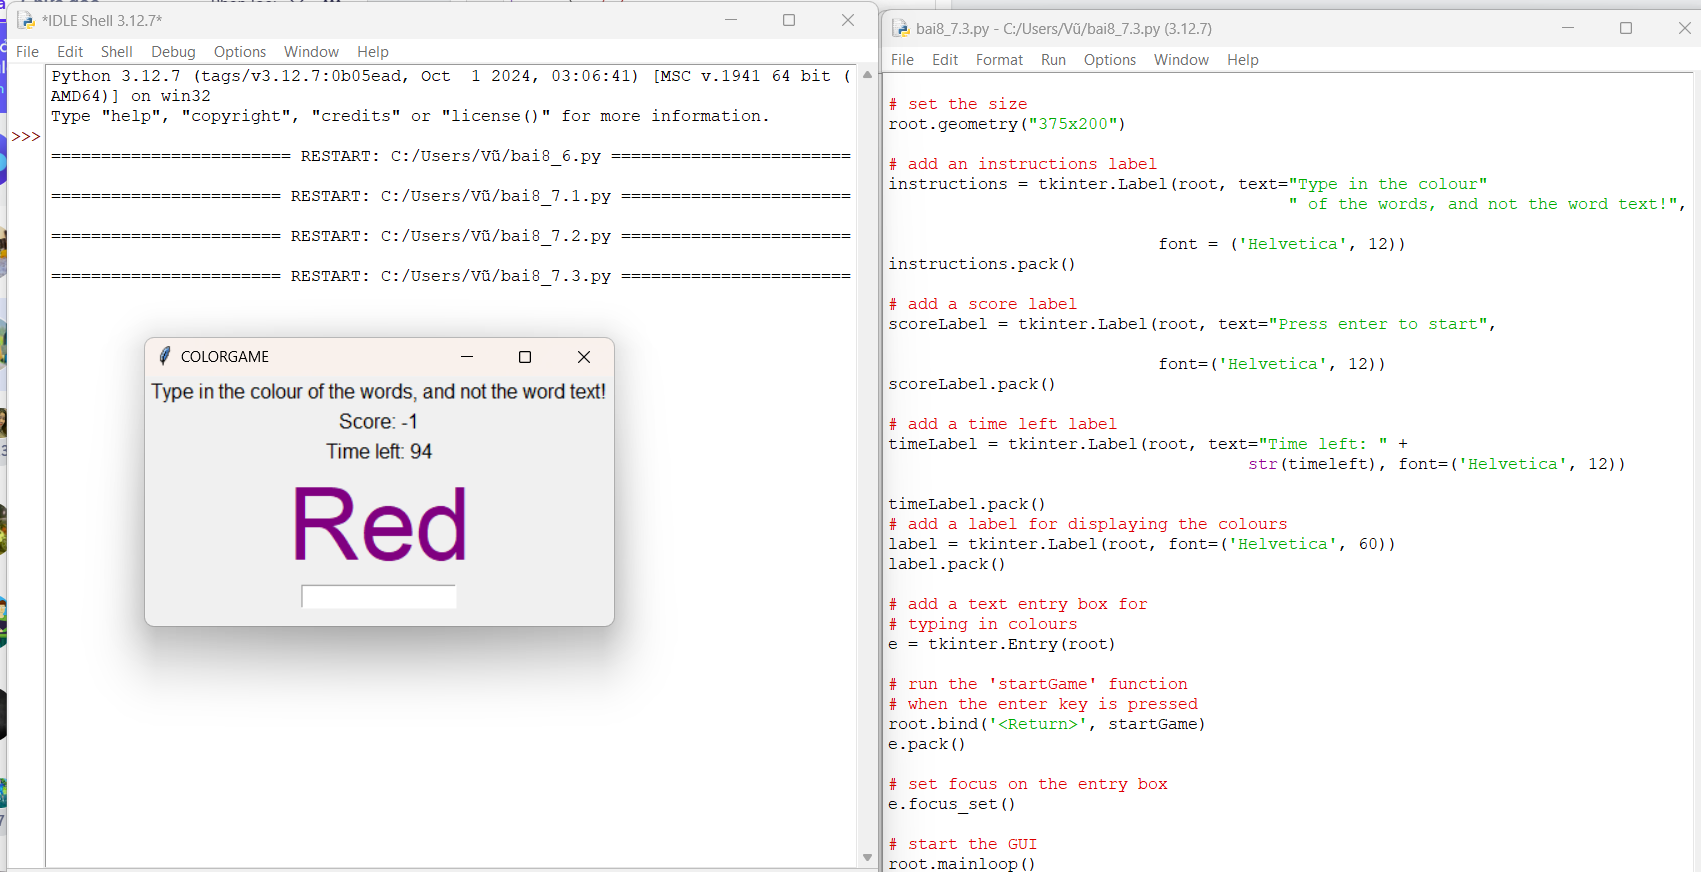 *IDLE Shell 3.12.7*
File Edit Shell Debug Options Window Help
Python 3.12.7 (tags/v3.12.7:0b05ead, Oct  1 2024, 03:06:41) [MSC v.1941 64 bit (
AMD64)] on win32
Type "help", "copyright", "credits" or "license()" for more information.
>>>
======================== RESTART: C:/Users/Vũ/bai8_6.py ========================
======================= RESTART: C:/Users/Vũ/bai8_7.1.py =======================
======================= RESTART: C:/Users/Vũ/bai8_7.2.py =======================
======================= RESTART: C:/Users/Vũ/bai8_7.3.py =======================
COLORGAME
Type in the colour of the words, and not the word text!
Score: -1
Time left: 94
Red
bai8_7.3.py - C:/Users/Vũ/bai8_7.3.py (3.12.7)
File Edit Format Run Options Window Help
# set the size
root.geometry("375x200")
# add an instructions label
instructions = tkinter.Label(root, text="Type in the colour"
" of the words, and not the word text!",
font = ('Helvetica', 12))
instructions.pack()
# add a score label
scoreLabel = tkinter.Label(root, text="Press enter to start",
font=('Helvetica', 12))
scoreLabel.pack()
# add a time left label
timeLabel = tkinter.Label(root, text="Time left: " +
str(timeleft), font=('Helvetica', 12))
timeLabel.pack()
# add a label for displaying the colours
label = tkinter.Label(root, font=('Helvetica', 60))
label.pack()
# add a text entry box for
# typing in colours
e = tkinter.Entry(root)
# run the 'startGame' function
# when the enter key is pressed
root.bind('<Return>', startGame)
e.pack()
# set focus on the entry box
e.focus_set()
# start the GUI
root.mainloop()